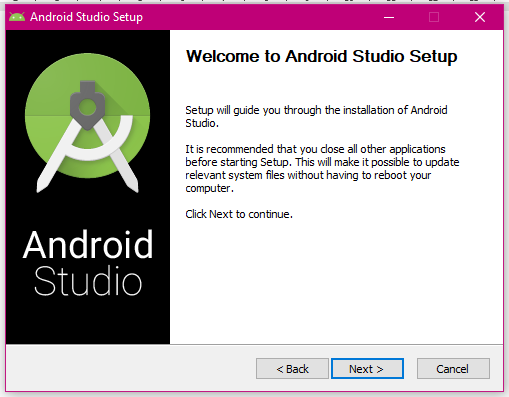 Android Studio Setup
Welcome to Android Studio Setup
Setup will guide you through the installation of Android
Studio.
It is recommended that you close all other applications
before starting Setup. This will make it possible to update
relevant system files without having to reboot your
computer.
Click Next to continue.
Android
Studio
< Back
Next >
Cancel